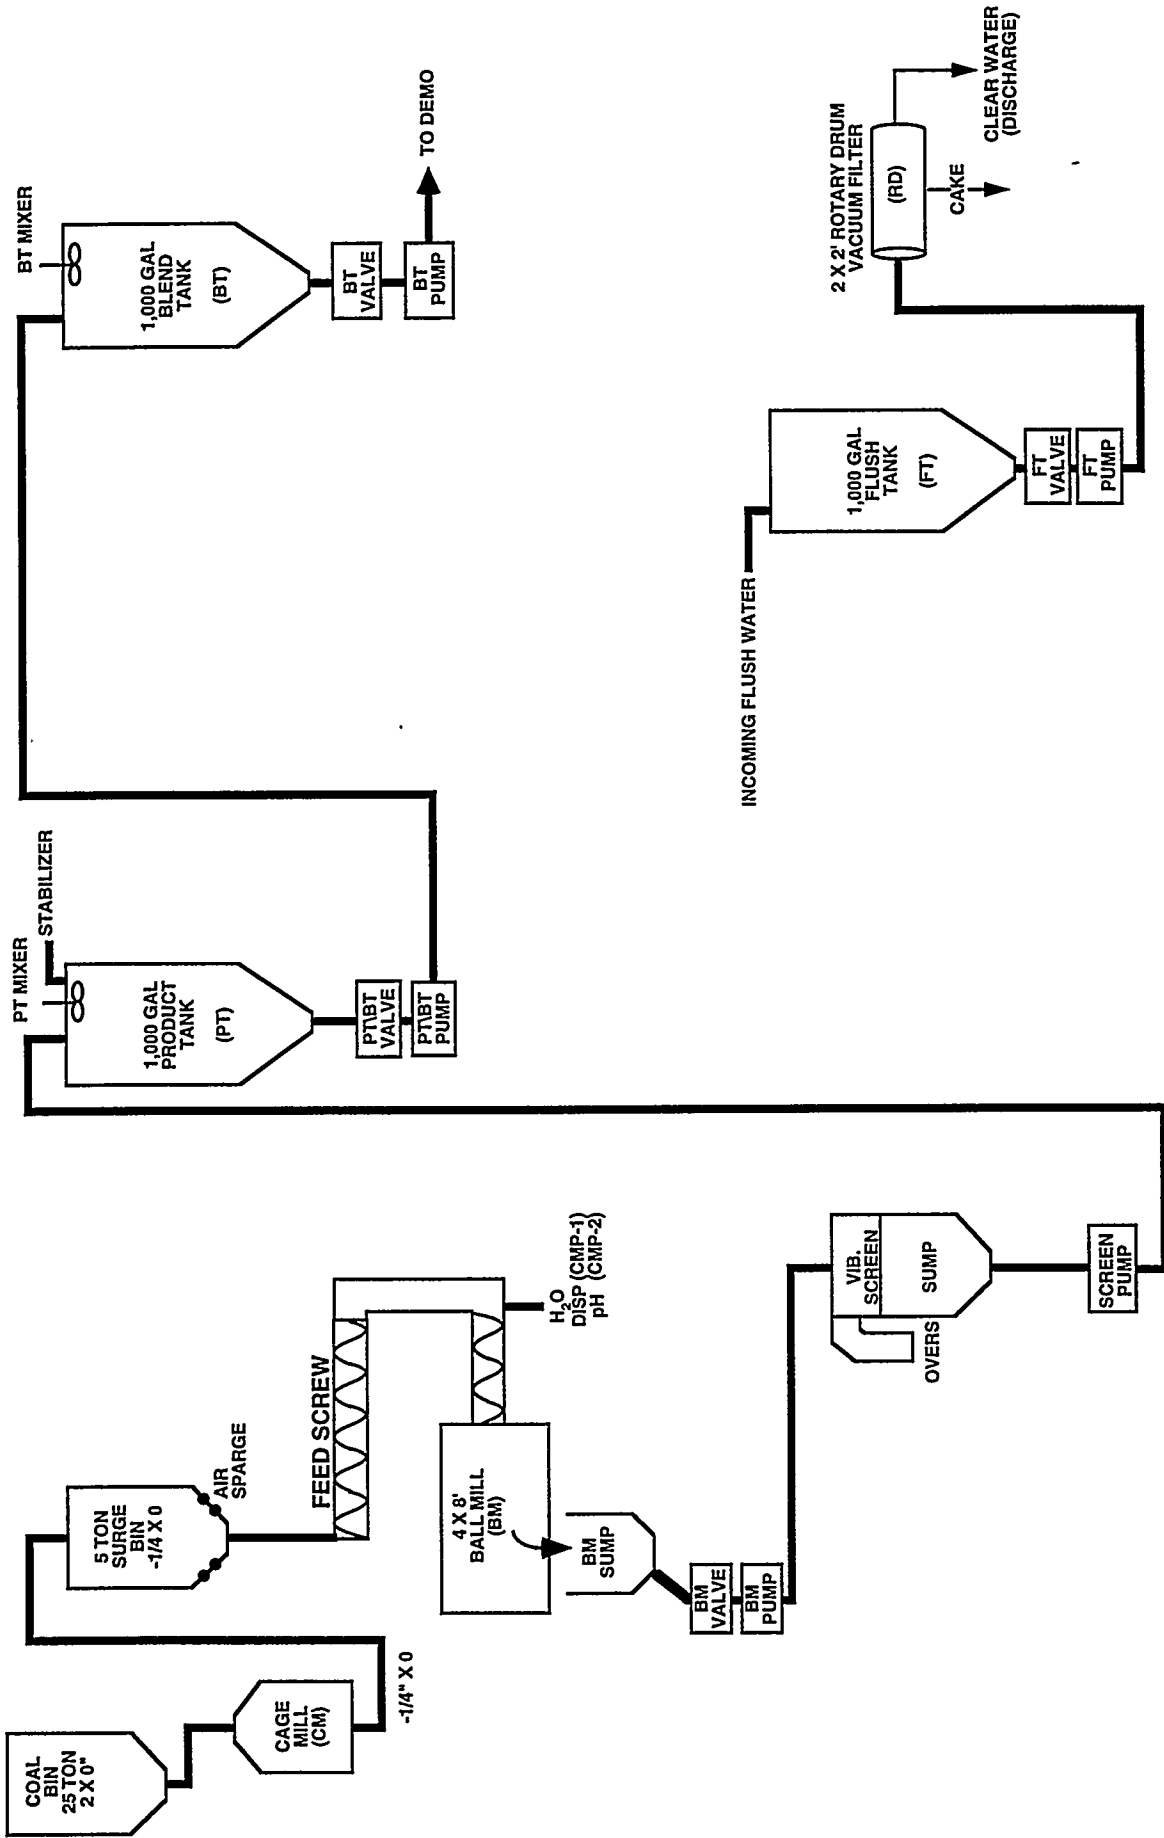 COAL
BIN
25 TON
2 X 0"
CAGE
MILL
(CM)
-1/4" X 0
5 TON
SURGE
BIN
-1/4 X 0
AIR
SPARGE
FEED SCREW
4 X 8'
BALL MILL
(BM)
H2O
DISP (CMP-1)
pH (CMP-2)
BM
SUMP
BM
VALVE
BM
PUMP
VIB.
SCREEN
SUMP
OVERS
SCREEN
PUMP
PT MIXER
STABILIZER
1,000 GAL
PRODUCT
TANK
(PT)
PT\BT
VALVE
PT\BT
PUMP
BT MIXER
1,000 GAL
BLEND
TANK
(BT)
BT
VALVE
BT
PUMP
TO DEMO
INCOMING FLUSH WATER
1,000 GAL
FLUSH
TANK
(FT)
FT
VALVE
FT
PUMP
2 X 2' ROTARY DRUM
VACUUM FILTER
(RD)
CAKE
CLEAR WATER
(DISCHARGE)